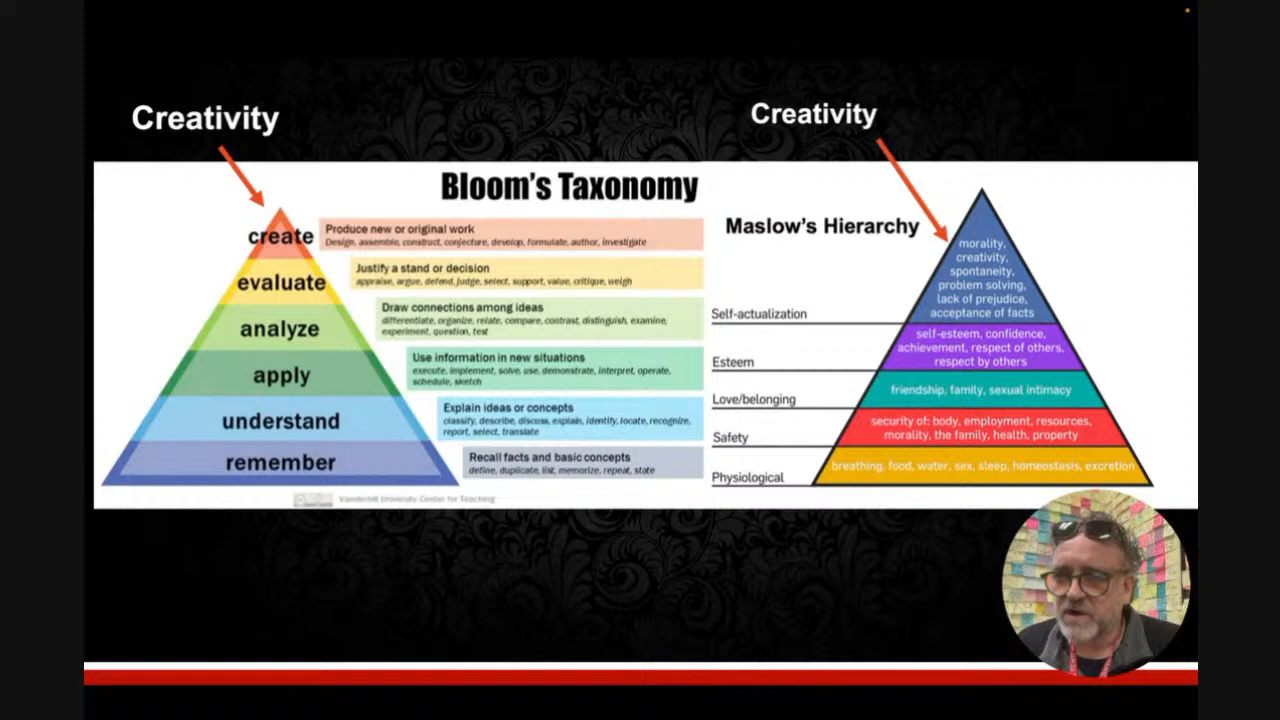 Creativity
Creativity
Bloom's Taxonomy
create
Produce new or original work
Design, assemble, construct, conjecture, develop, formulate, author, investigate
evaluate
Justify a stand or decision
appraise, argue, defend, judge, select, support, value, critique, weigh
analyze
Draw connections among ideas
differentiate, organize, relate, compare, contrast, distinguish, examine,
experiment, question, test
apply
Use information in new situations
execute, implement, solve, use, demonstrate, interpret, operate,
schedule, sketch
understand
Explain ideas or concepts
classify, describe, discuss, explain, identify, locate, recognize,
report, select, translate
remember
Recall facts and basic concepts
define, duplicate, list, memorize, repeat, state
Vanderbilt University Center for Teaching
Maslow's Hierarchy
morality,
creativity,
spontaneity,
problem solving,
lack of prejudice,
acceptance of facts
Self-actualization
self-esteem, confidence,
achievement, respect of others,
respect by others
Esteem
friendship, family, sexual intimacy
Love/belonging
security of: body, employment, resources,
morality, the family, health, property
Safety
breathing, food, water, sex, sleep, homeostasis, excretion
Physiological